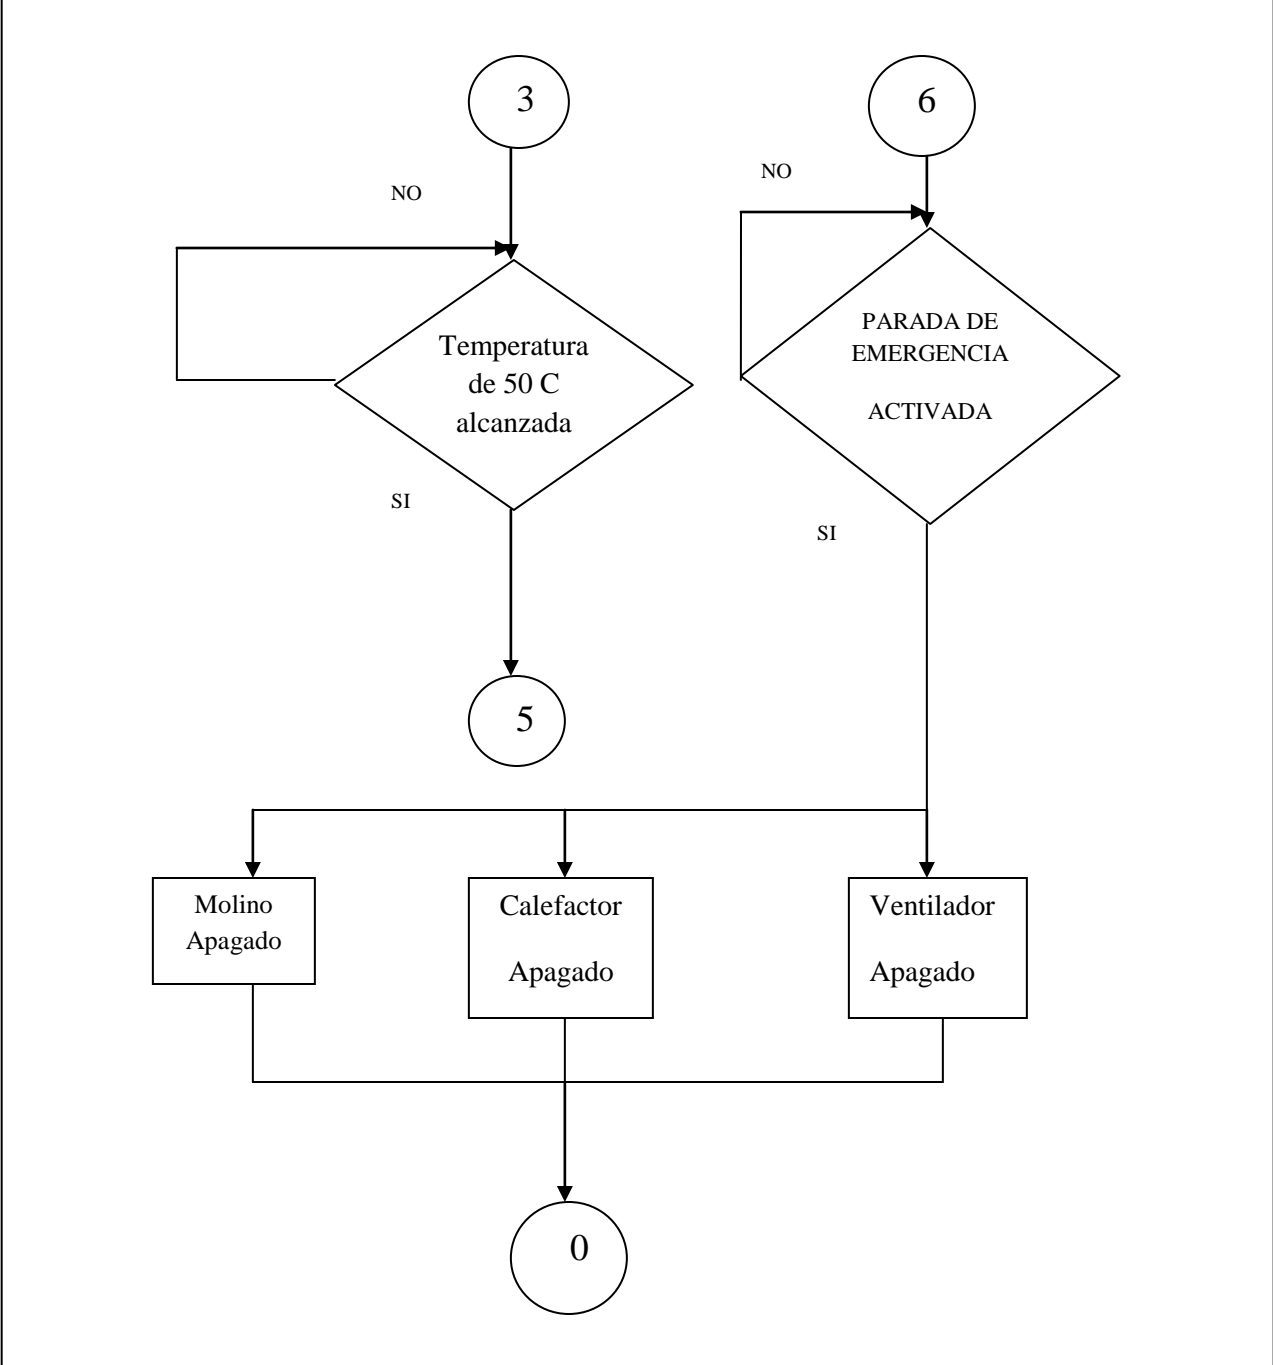 3
6
NO
NO
Temperatura
de 50 C
alcanzada
PARADA DE
EMERGENCIA
ACTIVADA
SI
SI
5
Molino
Apagado
Calefactor
Apagado
Ventilador
Apagado
0